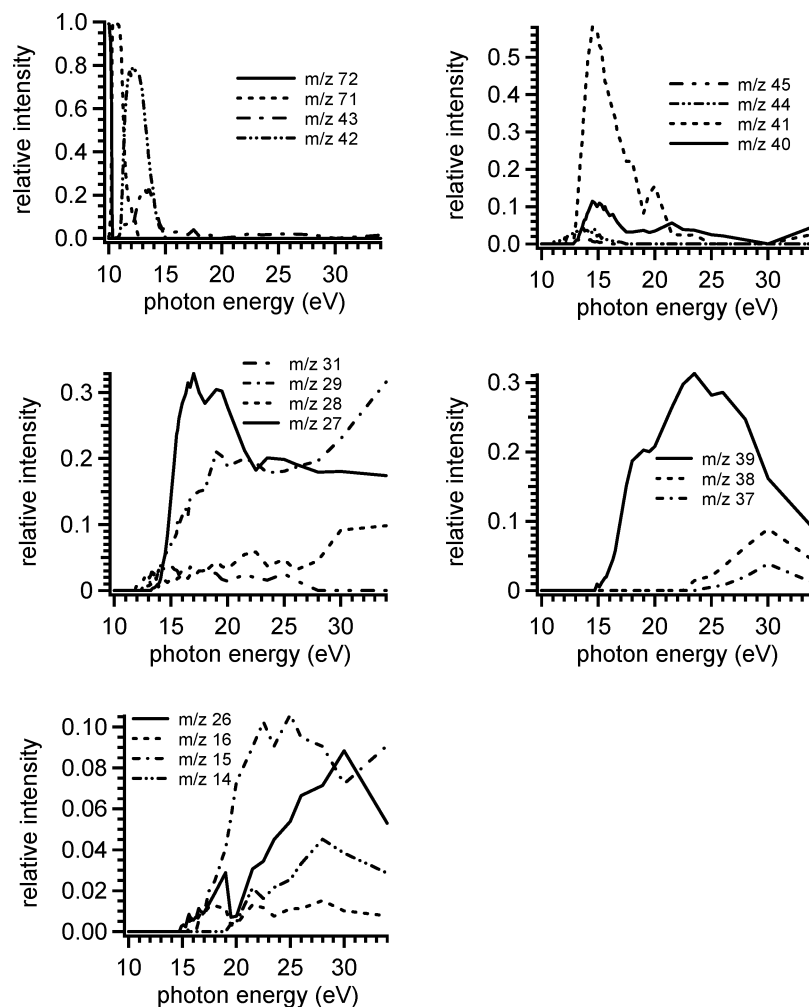 relative intensity
1.0
0.8
0.6
0.4
0.2
0.0
m/z 72
m/z 71
m/z 43
m/z 42
10 15 20 25 30
photon energy (eV)
relative intensity
0.5
0.4
0.3
0.2
0.1
0.0
m/z 45
m/z 44
m/z 41
m/z 40
10 15 20 25 30
photon energy (eV)
relative intensity
0.3
0.2
0.1
0
m/z 31
m/z 29
m/z 28
m/z 27
10 15 20 25 30
photon energy (eV)
relative intensity
0.3
0.2
0.1
0
m/z 39
m/z 38
m/z 37
10 15 20 25 30
photon energy (eV)
relative intensity
0.10
0.08
0.06
0.04
0.02
0.00
m/z 26
m/z 16
m/z 15
m/z 14
10 15 20 25 30
photon energy (eV)